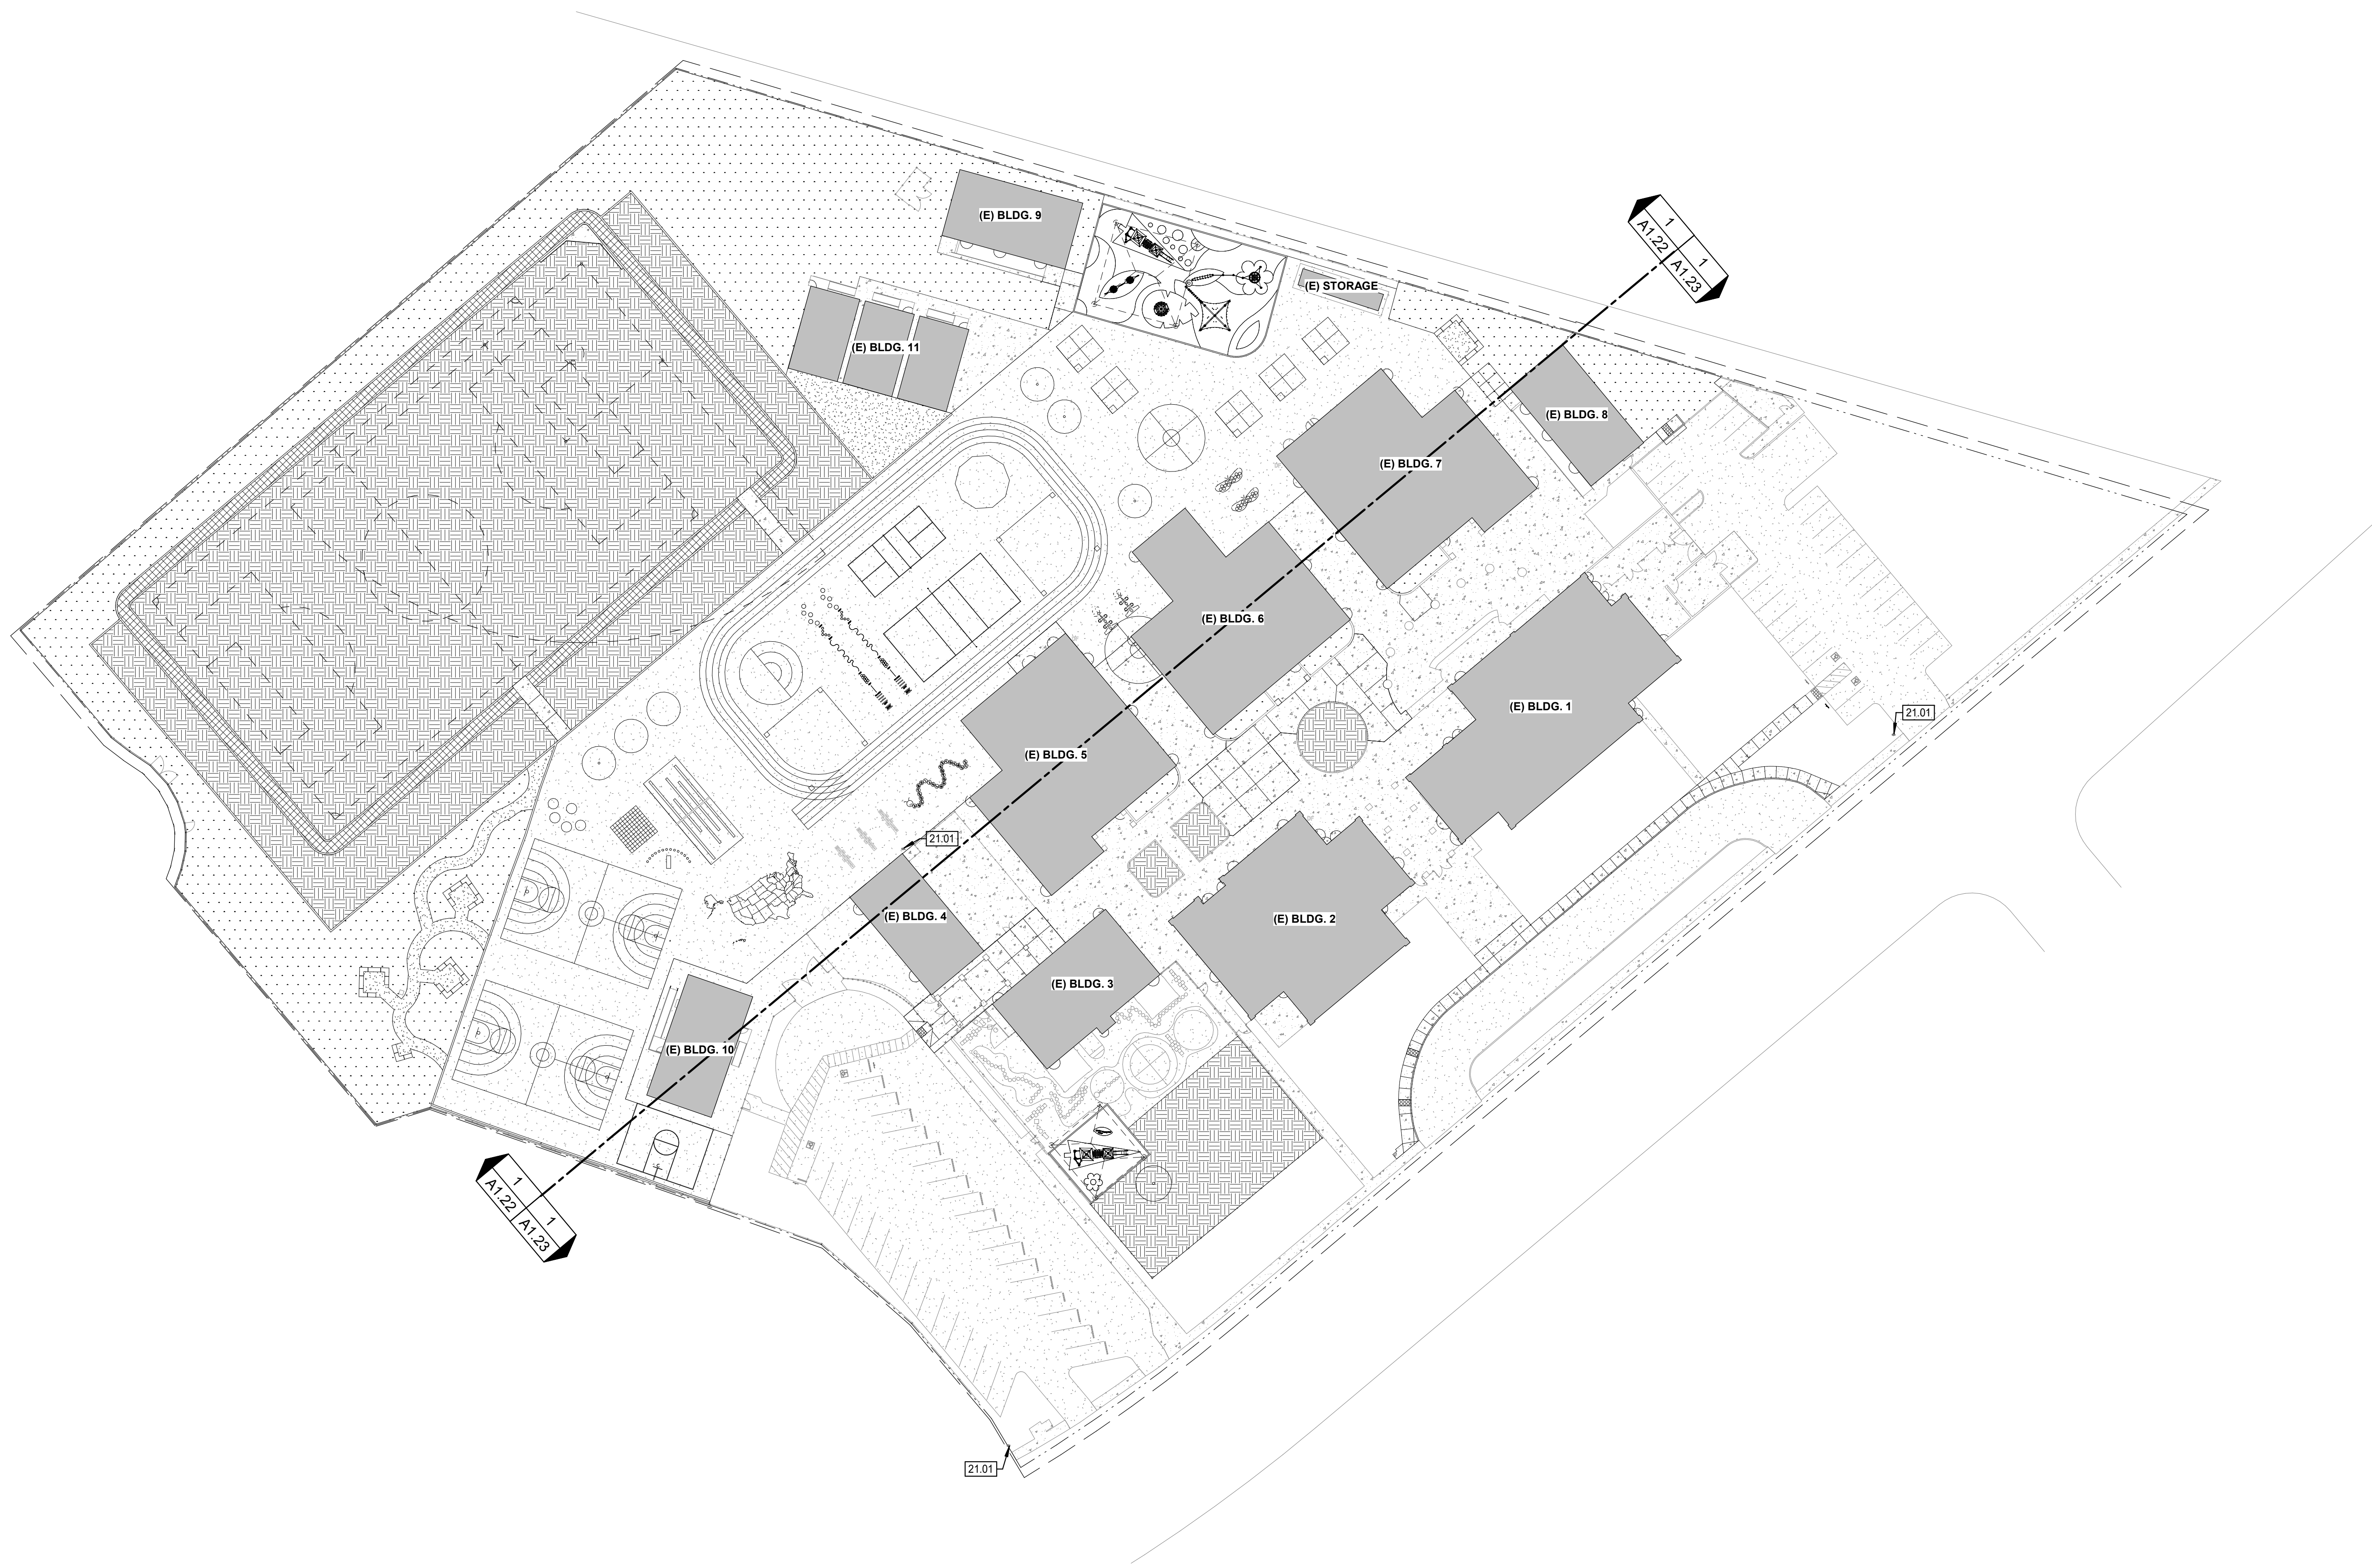 (E) BLDG. 9
1
1
A1.22
A1.23
(E) STORAGE
(E) BLDG. 11
(E) BLDG. 8
(E) BLDG. 7
(E) BLDG. 6
(E) BLDG. 1
21.01
(E) BLDG. 5
21.01
(E) BLDG. 4
(E) BLDG. 2
(E) BLDG. 3
(E) BLDG. 10
1
1
A1.22
A1.23
21.01